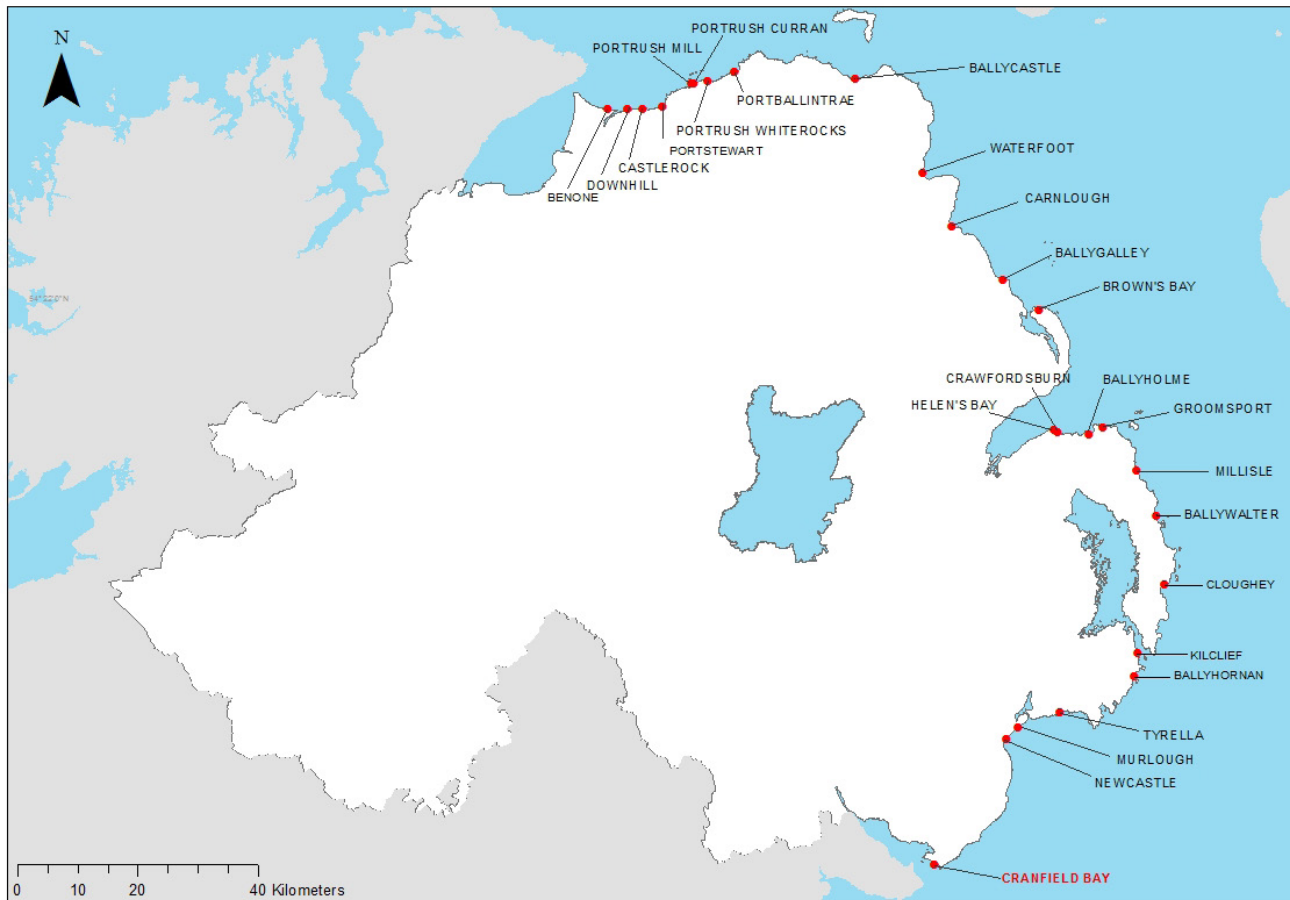 N
PORTRUSH CURRAN
PORTRUSH MILL
BALLYCASTLE
PORTBALLINTRAE
PORTRUSH WHITEROCKS
PORTSTEWART
CASTLEROCK
DOWNHILL
BENONE
WATERFOOT
CARNLOUGH
BALLYGALLEY
BROWN'S BAY
CRAWFORDSBURN
BALLYHOLME
HELEN'S BAY
GROOMSPORT
MILLISLE
BALLYWALTER
CLOUGHEY
KILCLIEF
BALLYHORNAN
TYRELLA
MURLOUGH
NEWCASTLE
CRANFIELD BAY
0 10 20 40 Kilometers